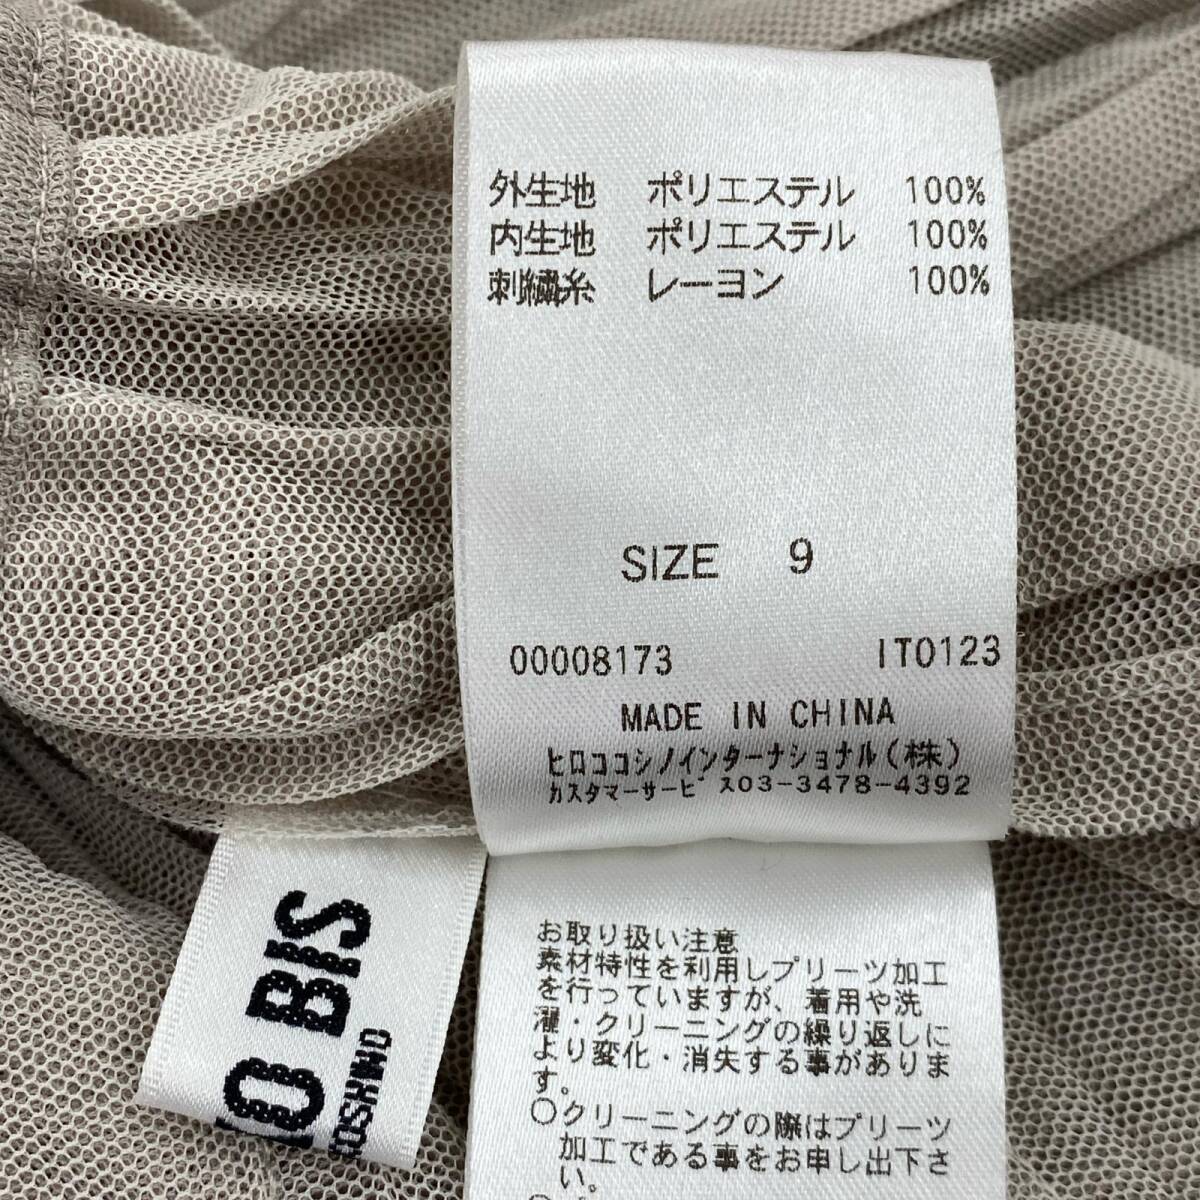 外生地 ポリエステル 100%
内生地 ポリエステル 100%
刺繍糸 レーヨン 100%
SIZE 9
00008173 IT0123
MADE IN CHINA
ヒロココシノインターナショナル(株)
カスタマーサービス03-3478-4392
お取り扱い注意
素材特性を利用しプリーツ加工
を行っていますが、着用や洗
濯・クリーニングの繰り返しに
より変化・消失する事がありま
す。
○クリーニングの際はプリーツ
加工である事をお申し出下さ
い。
BIS